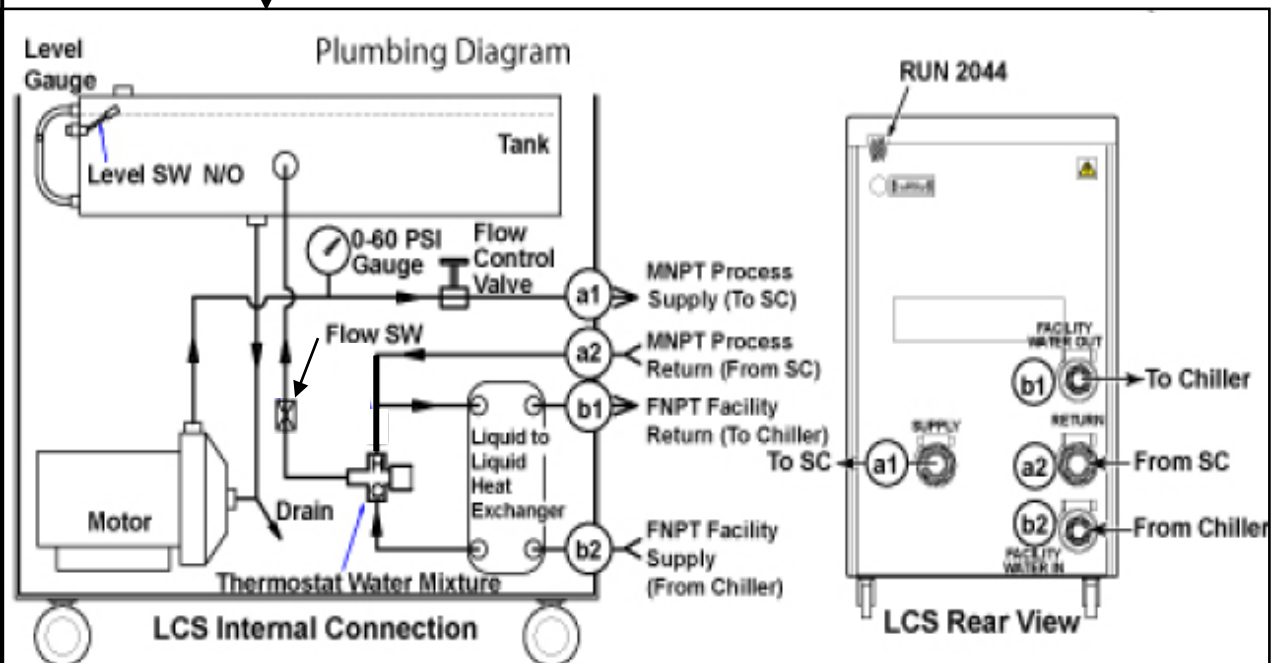 Plumbing Diagram
Level
Gauge
Level SW N/O
Tank
0-60 PSI
Gauge
Flow
Control
Valve
Flow SW
a1
MNPT Process
Supply (To SC)
a2
MNPT Process
Return (From SC)
b1
FNPT Facility
Return (To Chiller)
Liquid to
Liquid
Heat
Exchanger
b2
FNPT Facility
Supply
(From Chiller)
Motor
Drain
Thermostat Water Mixture
LCS Internal Connection
RUN 2044
FACILITY
WATER OUT
b1
To Chiller
SUPPLY
RETURN
To SC
a1
a2
From SC
b2
From Chiller
FACILITY
WATER IN
LCS Rear View